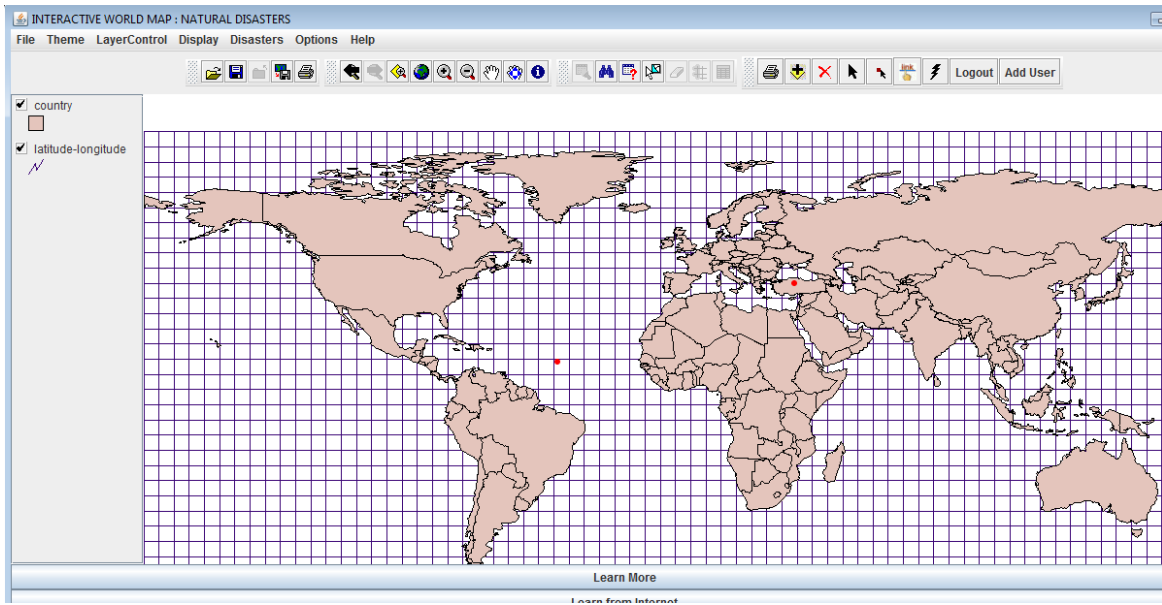 INTERACTIVE WORLD MAP : NATURAL DISASTERS
File Theme LayerControl Display Disasters Options Help
link Logout Add User
country
latitude-longitude
Learn More
Learn from Internet